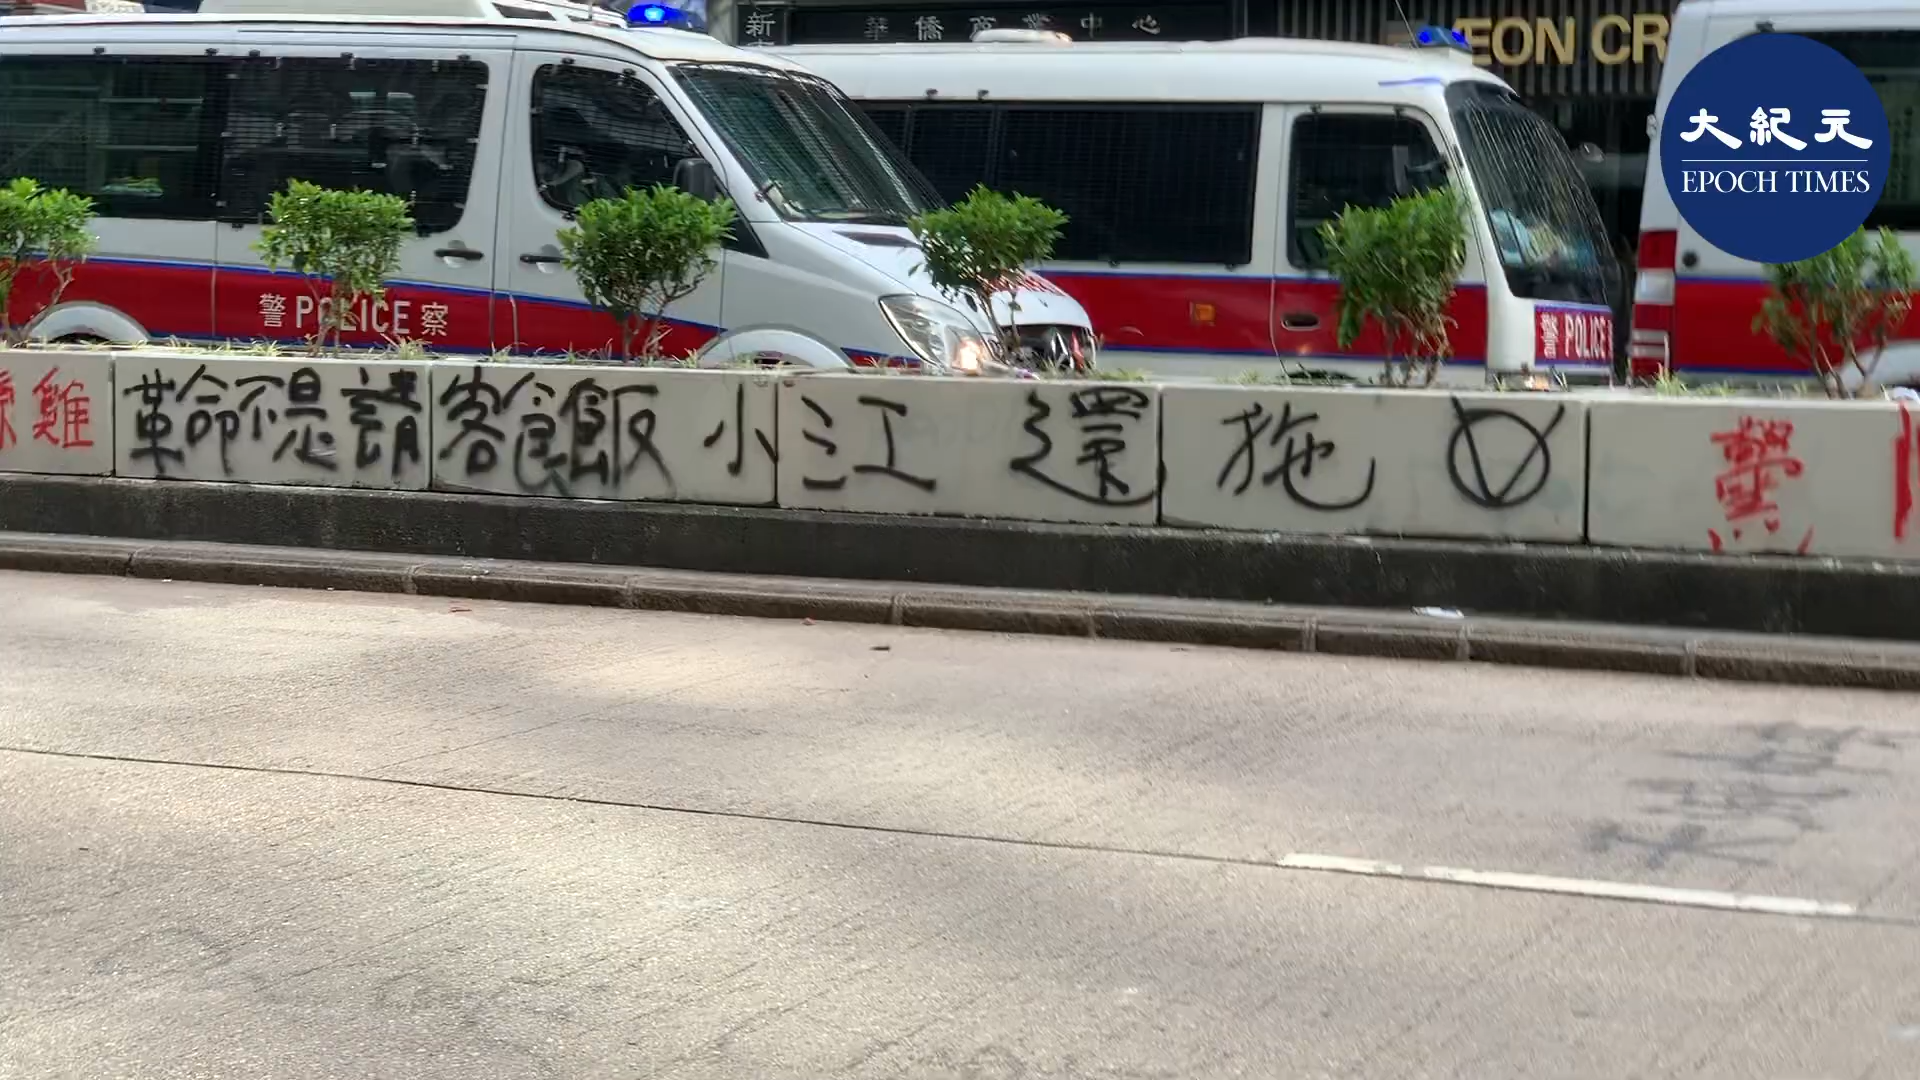 新
華僑商業中心
EON CR
大紀元
EPOCH TIMES
警 POLICE 察
警 POLICE
雞
革命不是請客食飯 小江 還拖 V